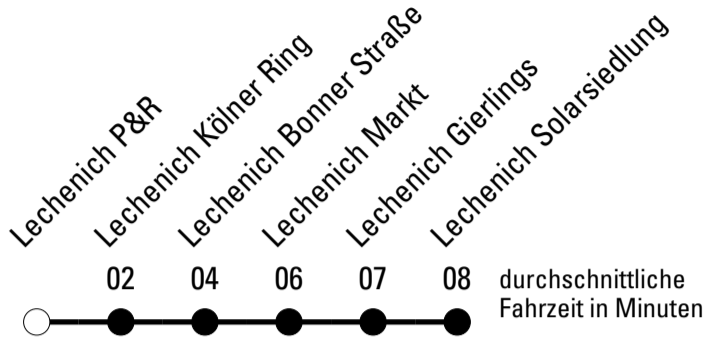 Lechenich P&R
Lechenich Kölner Ring
Lechenich Bonner Straße
Lechenich Markt
Lechenich Gierlings
Lechenich Solarsiedlung
02 04 06 07 08
durchschnittliche
Fahrzeit in Minuten